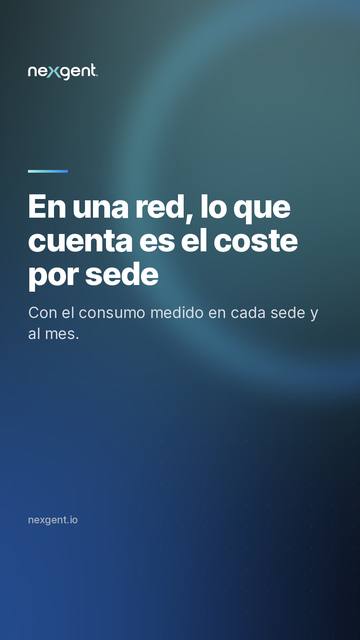 nexgent.
En una red, lo que
cuenta es el coste
por sede
Con el consumo medido en cada sede y
al mes.
nexgent.io